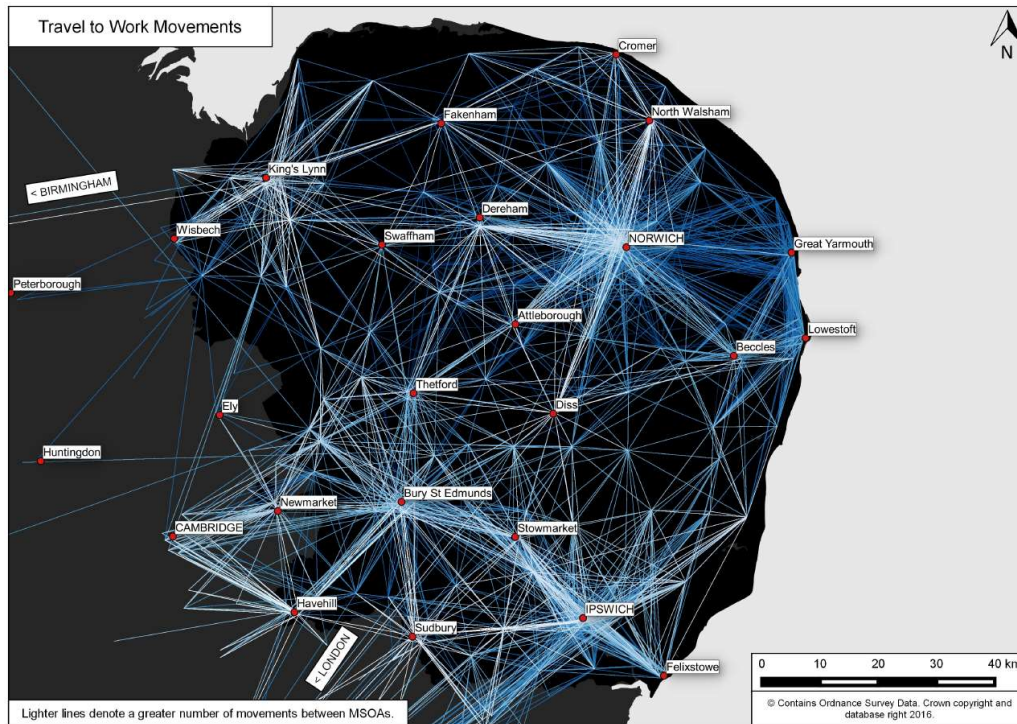 Travel to Work Movements
N
Cromer
North Walsham
Fakenham
King's Lynn
< BIRMINGHAM
Dereham
Wisbech
Swaffham
NORWICH
Great Yarmouth
Peterborough
Attleborough
Lowestoft
Beccles
Thetford
Ely
Diss
Huntingdon
Bury St Edmunds
Newmarket
CAMBRIDGE
Stowmarket
Havehill
IPSWICH
Sudbury
< LONDON
Felixstowe
0 10 20 30 40 km
© Contains Ordnance Survey Data. Crown copyright and
database right 2016.
Lighter lines denote a greater number of movements between MSOAs.